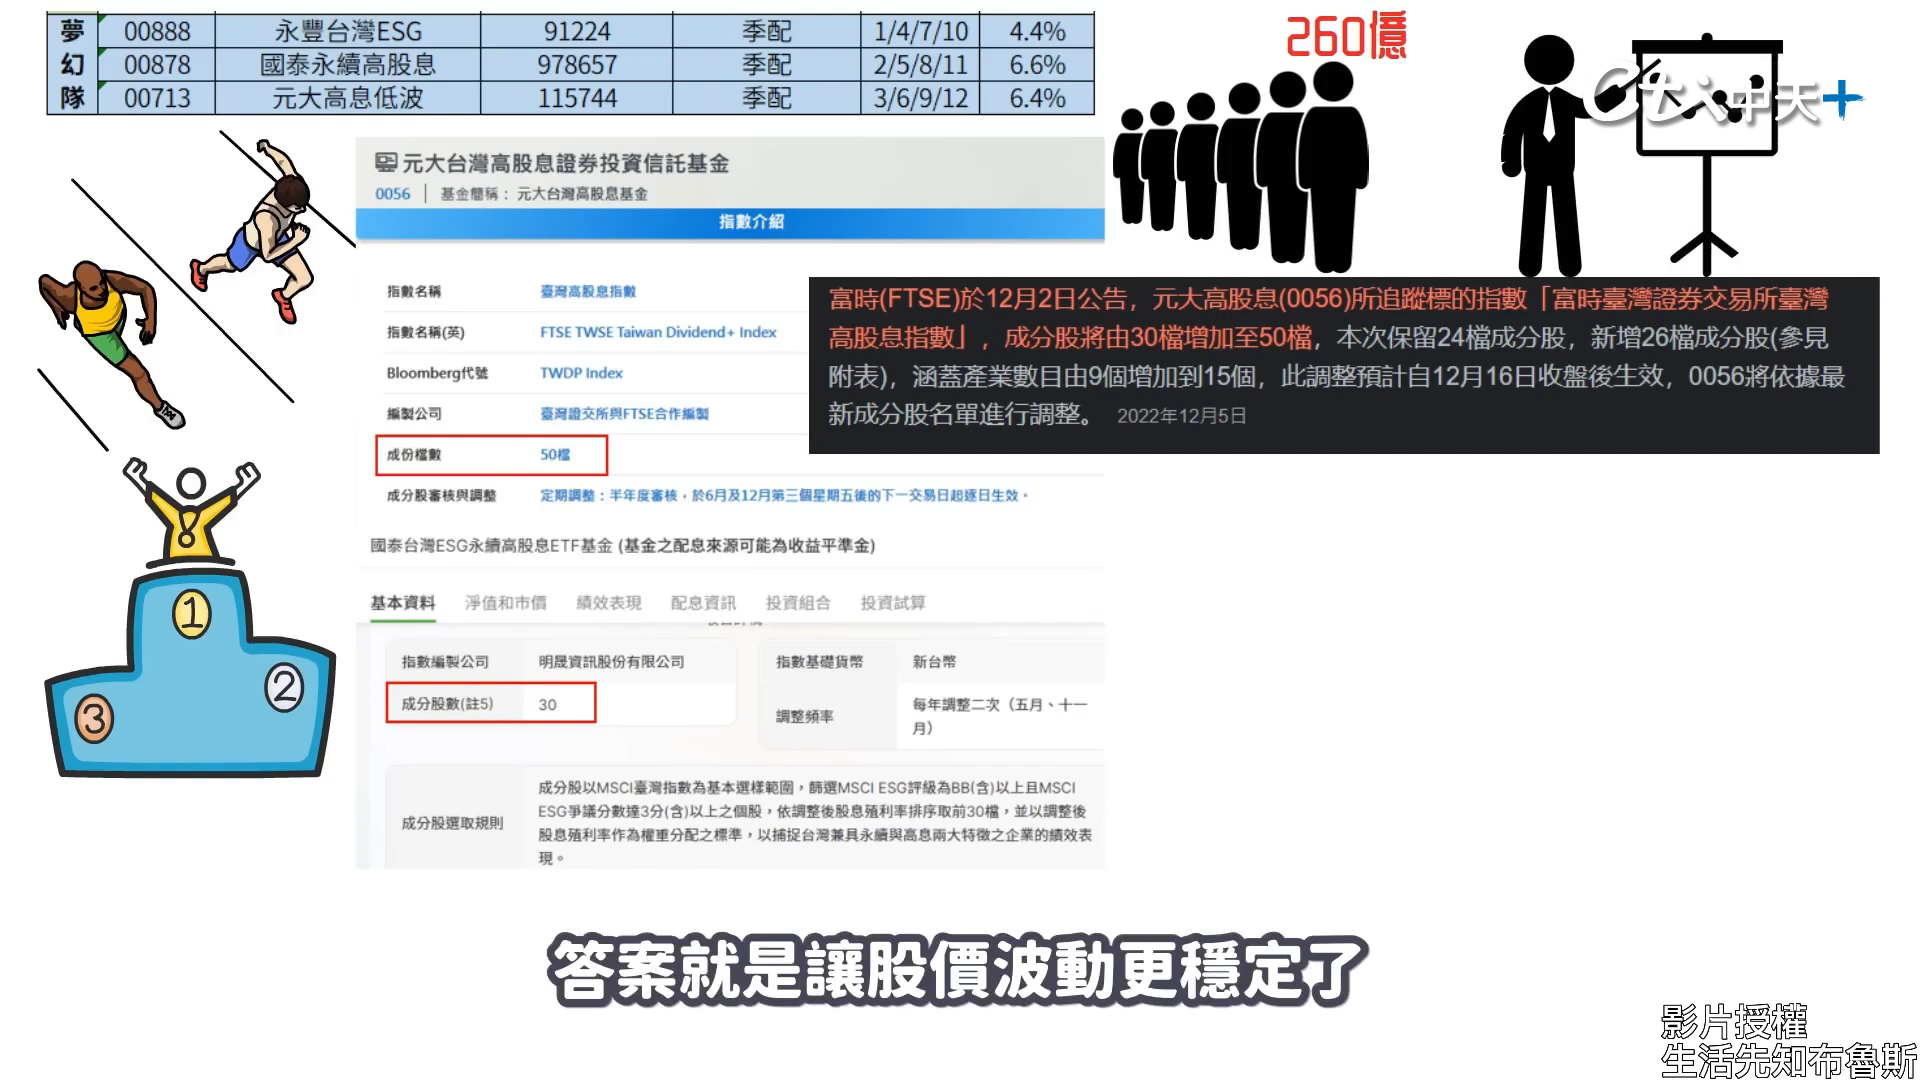 夢幻隊
00888 永豐台灣ESG 91224 季配 1/4/7/10 4.4%
00878 國泰永續高股息 978657 季配 2/5/8/11 6.6%
00713 元大高息低波 115744 季配 3/6/9/12 6.4%
260億
Cti 中天+
元大台灣高股息證券投資信託基金
0056 | 基金簡稱： 元大台灣高股息基金
指數介紹
指數名稱 臺灣高股息指數
指數名稱(英) FTSE TWSE Taiwan Dividend+ Index
Bloomberg代號 TWDP Index
編製公司 臺灣證交所與FTSE合作編製
成份檔數 50檔
成分股審核與調整 定期調整：半年度審核，於6月及12月第三個星期五後的下一交易日起逐日生效。
富時(FTSE)於12月2日公告，元大高股息(0056)所追蹤標的指數「富時臺灣證券交易所臺灣
高股息指數」，成分股將由30檔增加至50檔，本次保留24檔成分股，新增26檔成分股(參見
附表)，涵蓋產業數目由9個增加到15個，此調整預計自12月16日收盤後生效，0056將依據最
新成分股名單進行調整。 2022年12月5日
國泰台灣ESG永續高股息ETF基金 (基金之配息來源可能為收益平準金)
基本資料 淨值和市價 績效表現 配息資訊 投資組合 投資試算
指數編製公司 明晟資訊股份有限公司 指數基礎貨幣 新台幣
成分股數(註5) 30 調整頻率 每年調整二次（五月、十一
月）
成分股選取規則
成分股以MSCI臺灣指數為基本選樣範圍，篩選MSCI ESG評級為BB(含)以上且MSCI
ESG爭議分數達3分(含)以上之個股，依調整後股息殖利率排序取前30檔，並以調整後
股息殖利率作為權重分配之標準，以捕捉台灣兼具永續與高息兩大特徵之企業的績效表
現。
1
2
3
答案就是讓股價波動更穩定了
影片授權
生活先知布魯斯